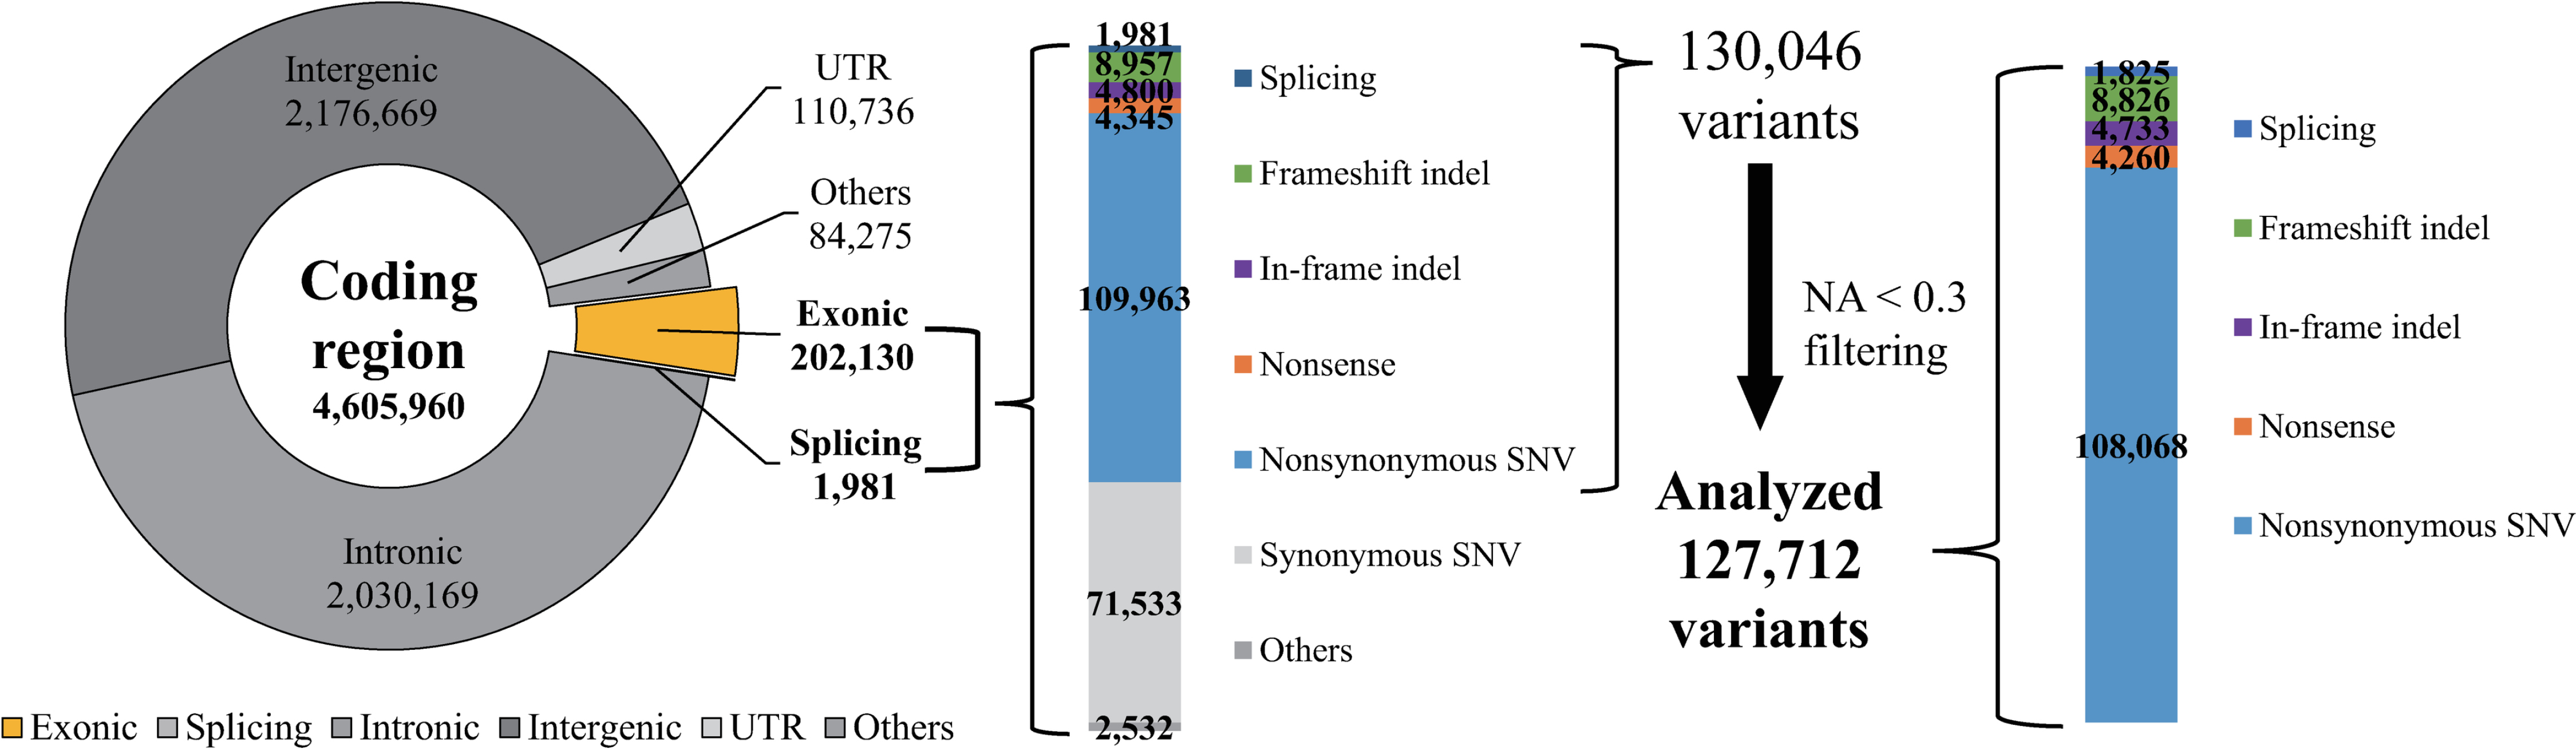 Intergenic
2,176,669
UTR
110,736
Others
84,275
Coding
region
4,605,960
Exonic
202,130
Splicing
1,981
Intronic
2,030,169
Exonic
Splicing
Intronic
Intergenic
UTR
Others
1,981
8,957
4,800
4,345
109,963
71,533
2,532
Splicing
Frameshift indel
In-frame indel
Nonsense
Nonsynonymous SNV
Synonymous SNV
Others
130,046
variants
NA < 0.3
filtering
Analyzed
127,712
variants
1,825
8,826
4,733
4,260
108,068
Splicing
Frameshift indel
In-frame indel
Nonsense
Nonsynonymous SNV